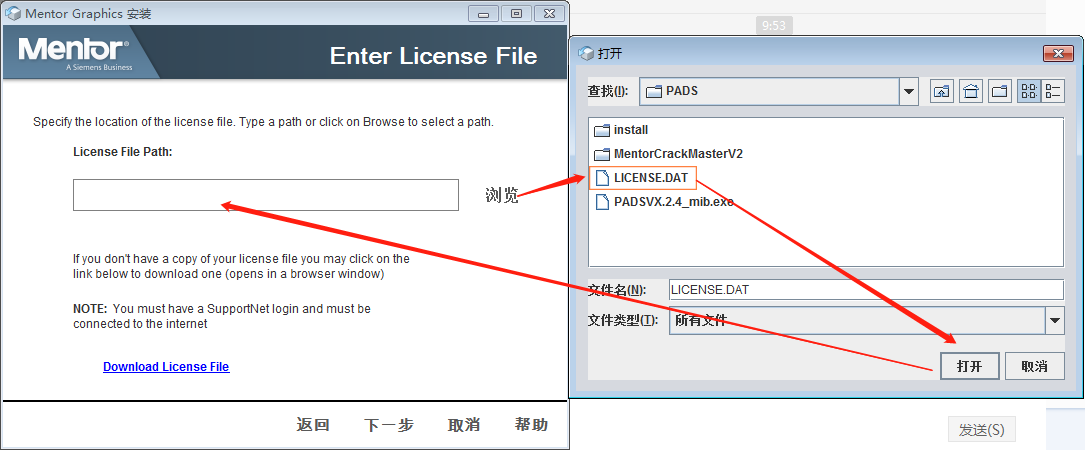 Mentor Graphics 安装
Mentor®
A Siemens Business
Enter License File
Specify the location of the license file. Type a path or click on Browse to select a path.
License File Path:
浏览
If you don't have a copy of your license file you may click on the
link below to download one (opens in a browser window)
NOTE: You must have a SupportNet login and must be
connected to the internet
Download License File
返回 下一步 取消 帮助
9:53
打开
查找(I): PADS
install
MentorCrackMasterV2
LICENSE.DAT
PADSVX.2.4_mib.exe
文件名(N): LICENSE.DAT
文件类型(T): 所有文件
打开 取消
发送(S)